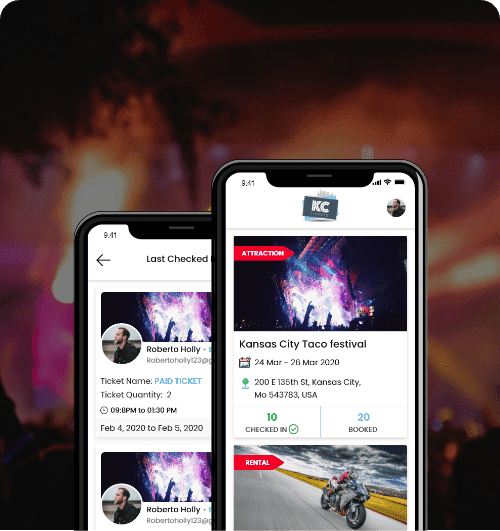 9:41
Last Checked
Roberto Holly •
Robertoholly123@g
Ticket Name: PAID TICKET
Ticket Quantity: 2
09:8PM to 01:30 PM
Feb 4, 2020 to Feb 5, 2020
Roberto Holly •
Robertoholly123@g
9:41
KC
ATTRACTION
Kansas City Taco festival
24 Mar - 26 Mar 2020
200 E 135th St, Kansas City,
Mo 543783, USA
10
CHECKED IN
20
BOOKED
RENTAL